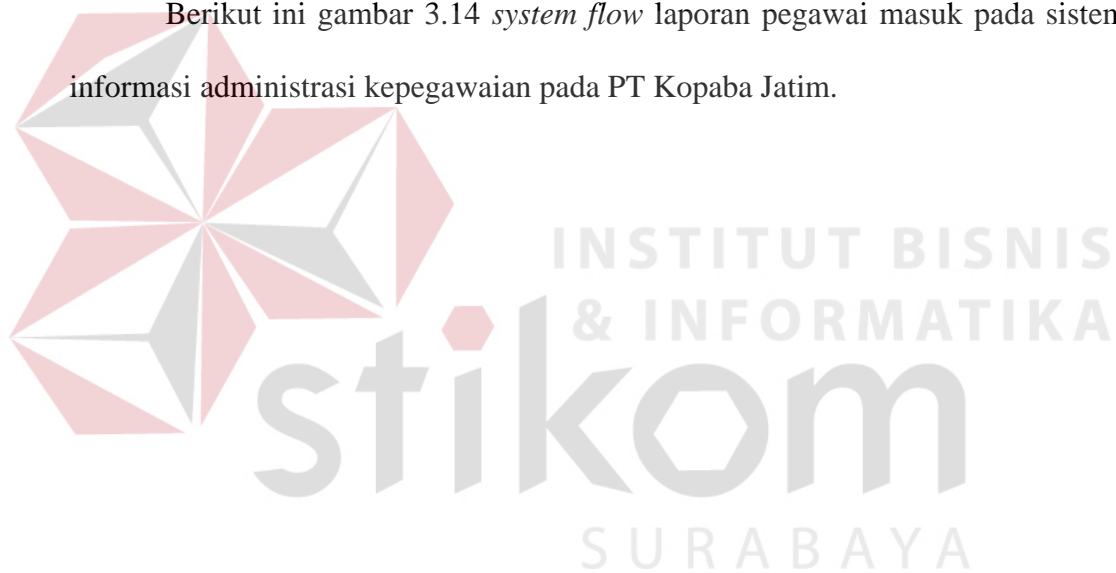 Berikut ini gambar 3.14 system flow laporan pegawai masuk pada sistem
informasi administrasi kepegawaian pada PT Kopaba Jatim.
INSTITUT BISNIS
& INFORMATIKA
stikom
SURABAYA